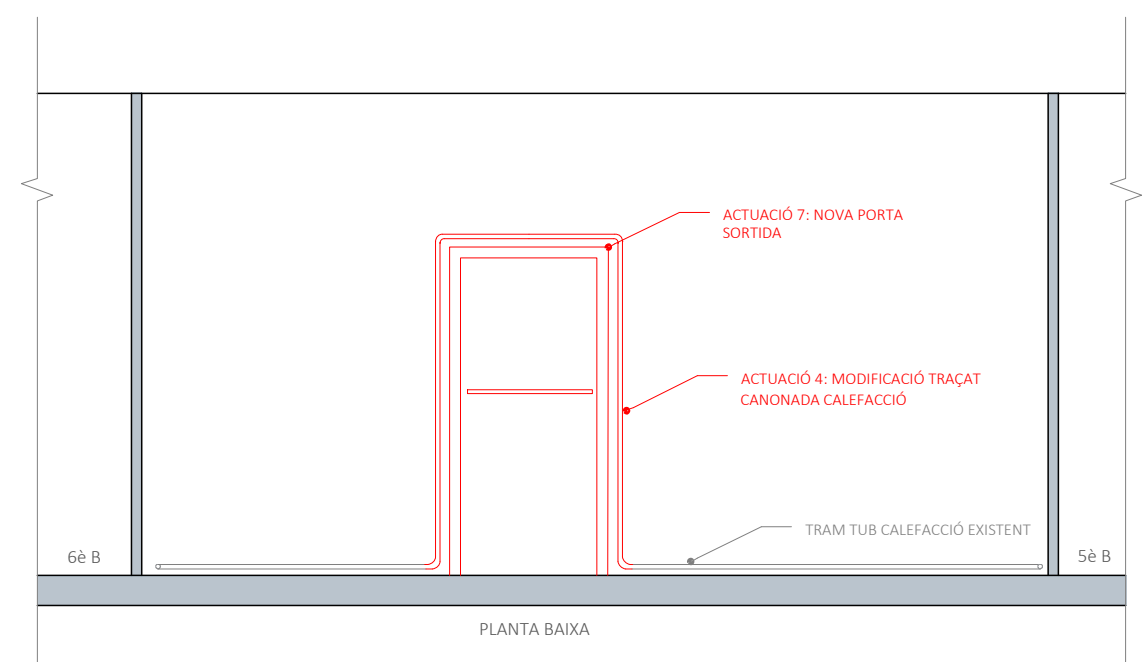 ACTUACIÓ 7: NOVA PORTA
SORTIDA
ACTUACIÓ 4: MODIFICACIÓ TRAÇAT
CANONADA CALEFACCIÓ
TRAM TUB CALEFACCIÓ EXISTENT
6è B
5è B
PLANTA BAIXA